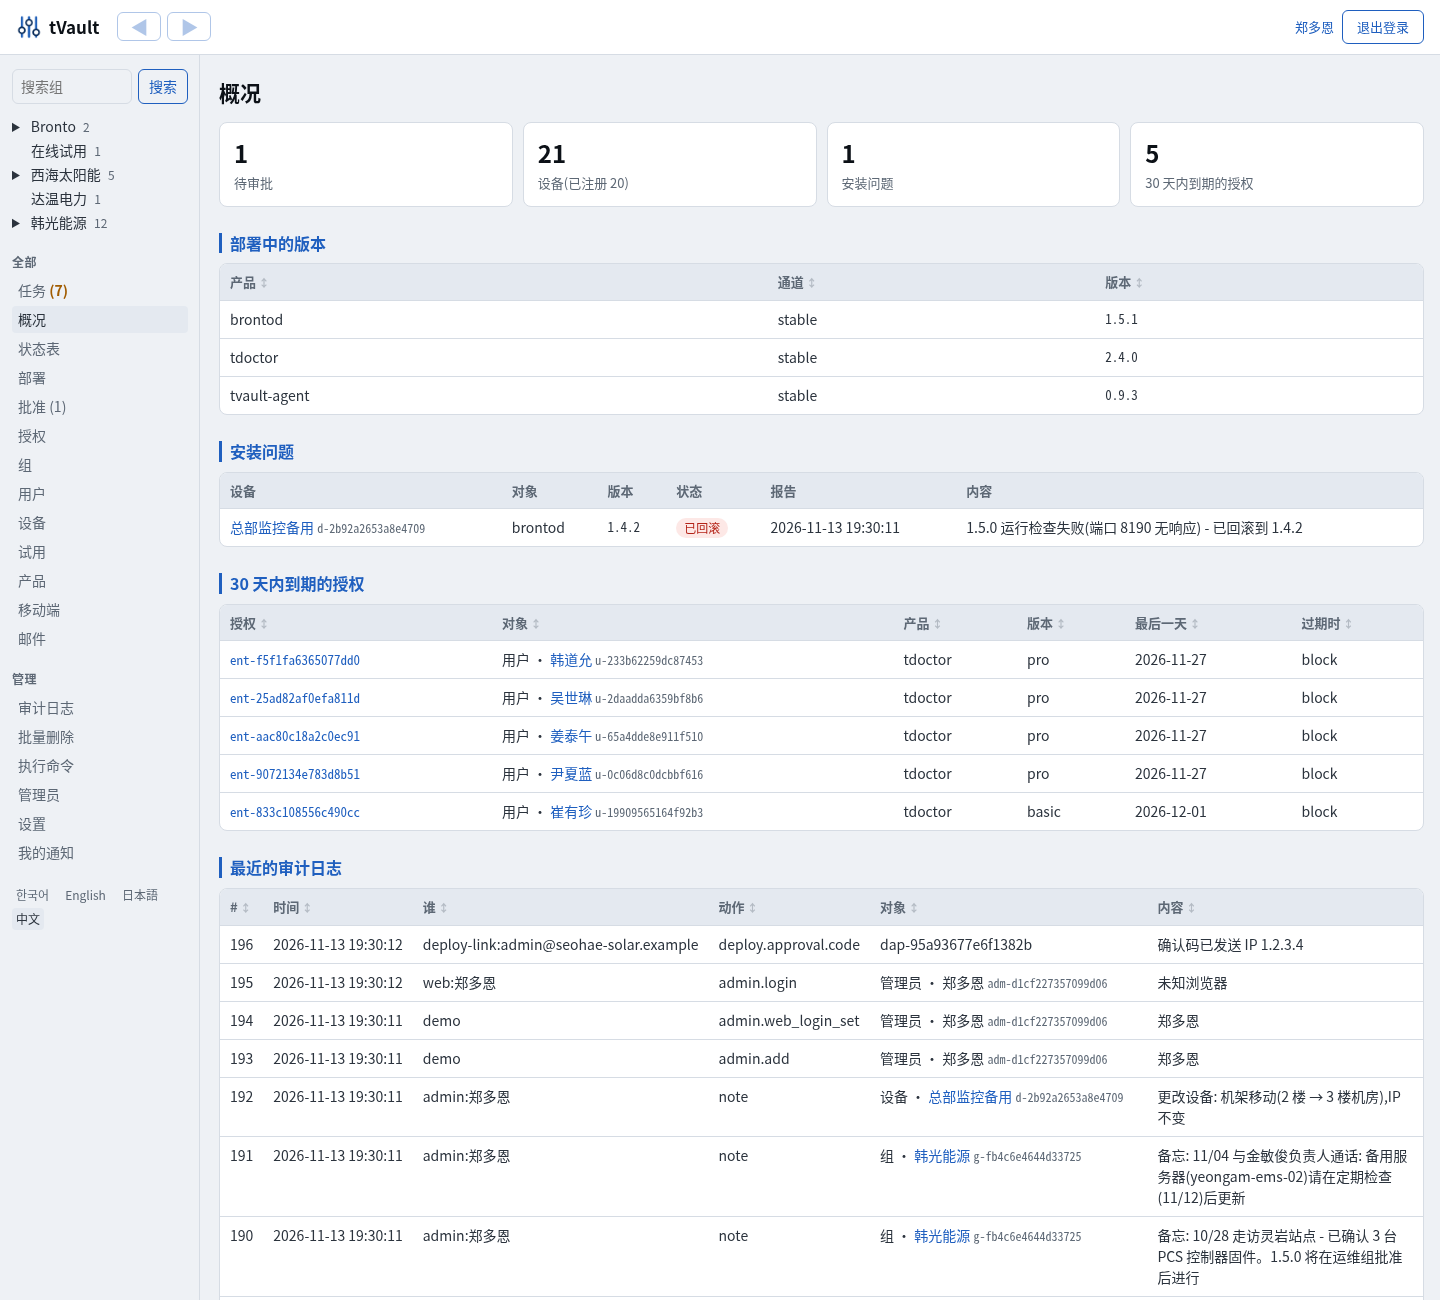 tVault ◀ ▶ 郑多恩 退出登录
搜索组 搜索
▶ Bronto 2
在线试用 1
▶ 西海太阳能 5
达温电力 1
▶ 韩光能源 12
全部
任务 (7)
概况
状态表
部署
批准 (1)
授权
组
用户
设备
试用
产品
移动端
邮件
管理
审计日志
批量删除
执行命令
管理员
设置
我的通知
한국어 English 日本語
中文
概况
1 21 1 5
待审批 设备(已注册 20) 安装问题 30 天内到期的授权
部署中的版本
产品 ↕ 通道 ↕ 版本 ↕
brontod stable 1.5.1
tdoctor stable 2.4.0
tvault-agent stable 0.9.3
安装问题
设备 对象 版本 状态 报告 内容
总部监控备用 d-2b92a2653a8e4709 brontod 1.4.2 已回滚 2026-11-13 19:30:11 1.5.0 运行检查失败(端口 8190 无响应) - 已回滚到 1.4.2
30 天内到期的授权
授权 ↕ 对象 ↕ 产品 ↕ 版本 ↕ 最后一天 ↕ 过期时 ↕
ent-f5f1fa6365077dd0 用户 · 韩道允 u-233b62259dc87453 tdoctor pro 2026-11-27 block
ent-25ad82af0efa811d 用户 · 吴世琳 u-2daadda6359bf8b6 tdoctor pro 2026-11-27 block
ent-aac80c18a2c0ec91 用户 · 姜泰午 u-65a4dde8e911f510 tdoctor pro 2026-11-27 block
ent-9072134e783d8b51 用户 · 尹夏蓝 u-0c06d8c0dcbbf616 tdoctor pro 2026-11-27 block
ent-833c108556c490cc 用户 · 崔有珍 u-19909565164f92b3 tdoctor basic 2026-12-01 block
最近的审计日志
# ↕ 时间 ↕ 谁 ↕ 动作 ↕ 对象 ↕ 内容 ↕
196 2026-11-13 19:30:12 deploy-link:admin@seohae-solar.example deploy.approval.code dap-95a93677e6f1382b 确认码已发送 IP 1.2.3.4
195 2026-11-13 19:30:12 web:郑多恩 admin.login 管理员 · 郑多恩 adm-d1cf227357099d06 未知浏览器
194 2026-11-13 19:30:11 demo admin.web_login_set 管理员 · 郑多恩 adm-d1cf227357099d06 郑多恩
193 2026-11-13 19:30:11 demo admin.add 管理员 · 郑多恩 adm-d1cf227357099d06 郑多恩
192 2026-11-13 19:30:11 admin:郑多恩 note 设备 · 总部监控备用 d-2b92a2653a8e4709 更改设备: 机架移动(2 楼 → 3 楼机房),IP
不变
191 2026-11-13 19:30:11 admin:郑多恩 note 组 · 韩光能源 g-fb4c6e4644d33725 备忘: 11/04 与金敏俊负责人通话: 备用服
务器(yeongam-ems-02)请在定期检查
(11/12)后更新
190 2026-11-13 19:30:11 admin:郑多恩 note 组 · 韩光能源 g-fb4c6e4644d33725 备忘: 10/28 走访灵岩站点 - 已确认 3 台
PCS 控制器固件。1.5.0 将在运维组批准
后进行